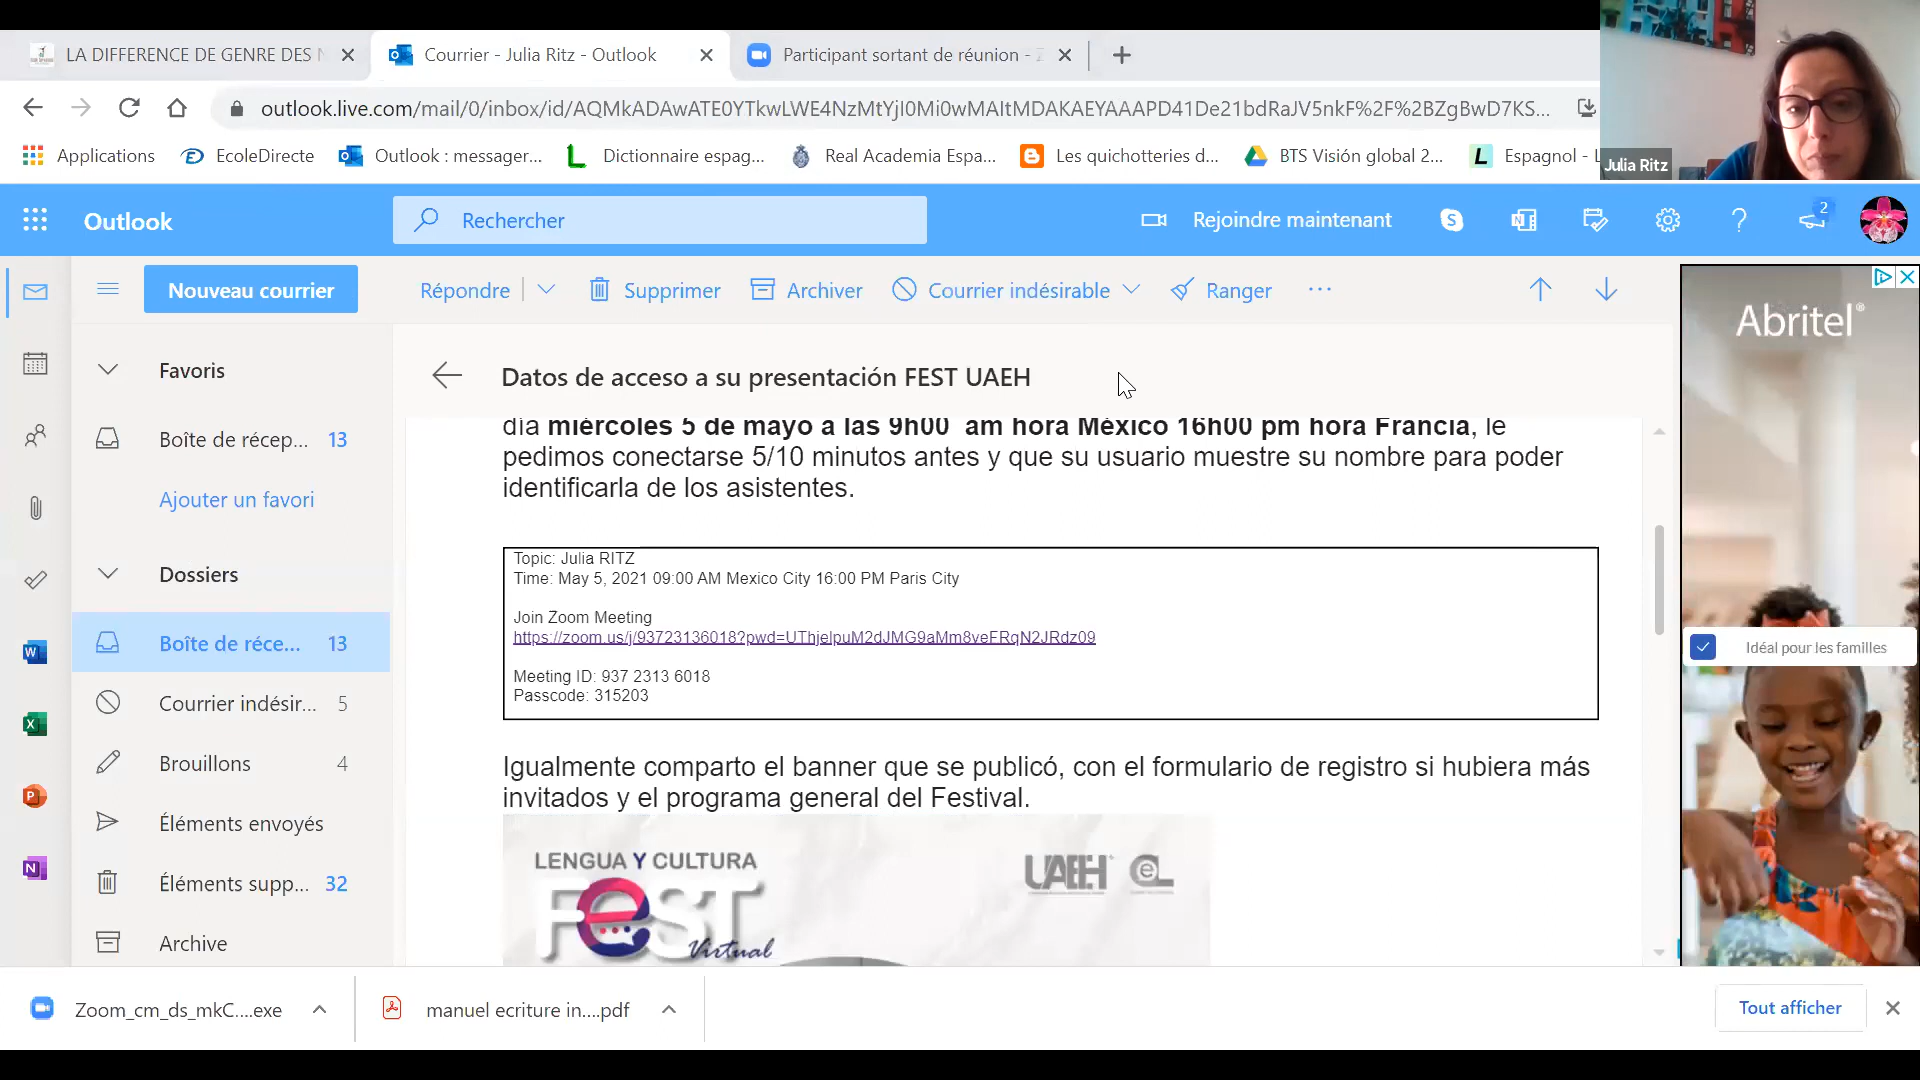 LA DIFFERENCE DE GENRE DES
Courrier - Julia Ritz - Outlook
Participant sortant de réunion -
outlook.live.com/mail/0/inbox/id/AQMkADAwATE0YTkwLWE4NzMtYjI0Mi0wMAItMDAKAEYAAAPD41De21bdRaJV5nkF%2F%2BZgBwD7KS...
Applications
EcoleDirecte
Outlook : messager...
Dictionnaire espag...
Real Academia Espa...
Les quichotteries d...
BTS Visión global 2...
Espagnol -
Julia Ritz
Outlook
Rechercher
Rejoindre maintenant
2
Nouveau courrier
Répondre
Supprimer
Archiver
Courrier indésirable
Ranger
...
Favoris
Boîte de récep... 13
Ajouter un favori
Dossiers
Boîte de réce... 13
Courrier indésir... 5
Brouillons 4
Éléments envoyés
Éléments supp... 32
Archive
Datos de acceso a su presentación FEST UAEH
día miércoles 5 de mayo a las 9h00 am hora México 16h00 pm hora Francia, le
pedimos conectarse 5/10 minutos antes y que su usuario muestre su nombre para poder
identificarla de los asistentes.
Topic: Julia RITZ
Time: May 5, 2021 09:00 AM Mexico City 16:00 PM Paris City
Join Zoom Meeting
https://zoom.us/j/93723136018?pwd=UThjelpuM2dJMG9aMm8veFRqN2JRdz09
Meeting ID: 937 2313 6018
Passcode: 315203
Igualmente comparto el banner que se publicó, con el formulario de registro si hubiera más
invitados y el programa general del Festival.
LENGUA Y CULTURA
FeST
Virtual
UAEH
Abritel®
Idéal pour les familles
Zoom_cm_ds_mkC....exe
manuel ecriture in....pdf
Tout afficher